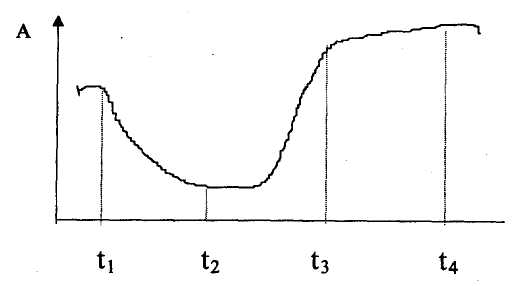 A
t₁ t₂ t₃ t₄